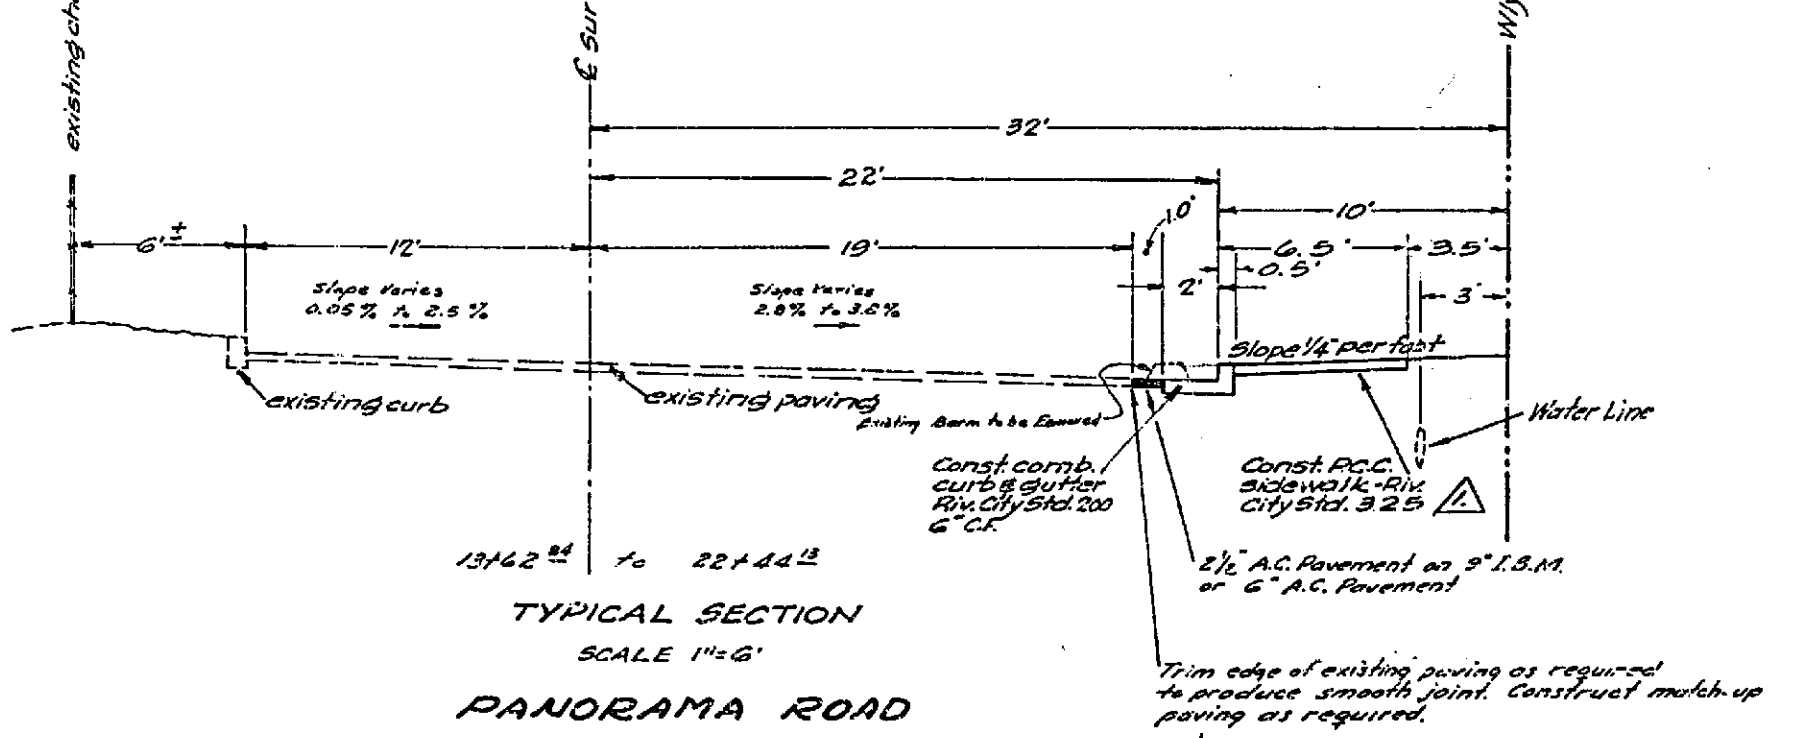 existing
℄ Sur
Wly
32'
22'
1.0'
10'
6'±
12'
19'
6.5'
3.5'
0.5'
2'
3'
Slope Varies
0.05% to 2.5%
Slope Varies
2.8% to 3.6%
Slope 1/4" per foot
existing curb
existing paving
Existing Berm to be
Water Line
Const. comb.
curb & gutter
Riv. City Std. 200
6" C.F.
Const. P.C.C.
sidewalk - Riv.
City Std. 325
1.
13+62 84 to 22+44 13
2 1/2" A.C. Pavement on 9" I.S.M.
or 6" A.C. Pavement
TYPICAL SECTION
SCALE 1"=6'
PANORAMA ROAD
Trim edge of existing paving as required
to produce smooth joint. Construct match-up
paving as required.